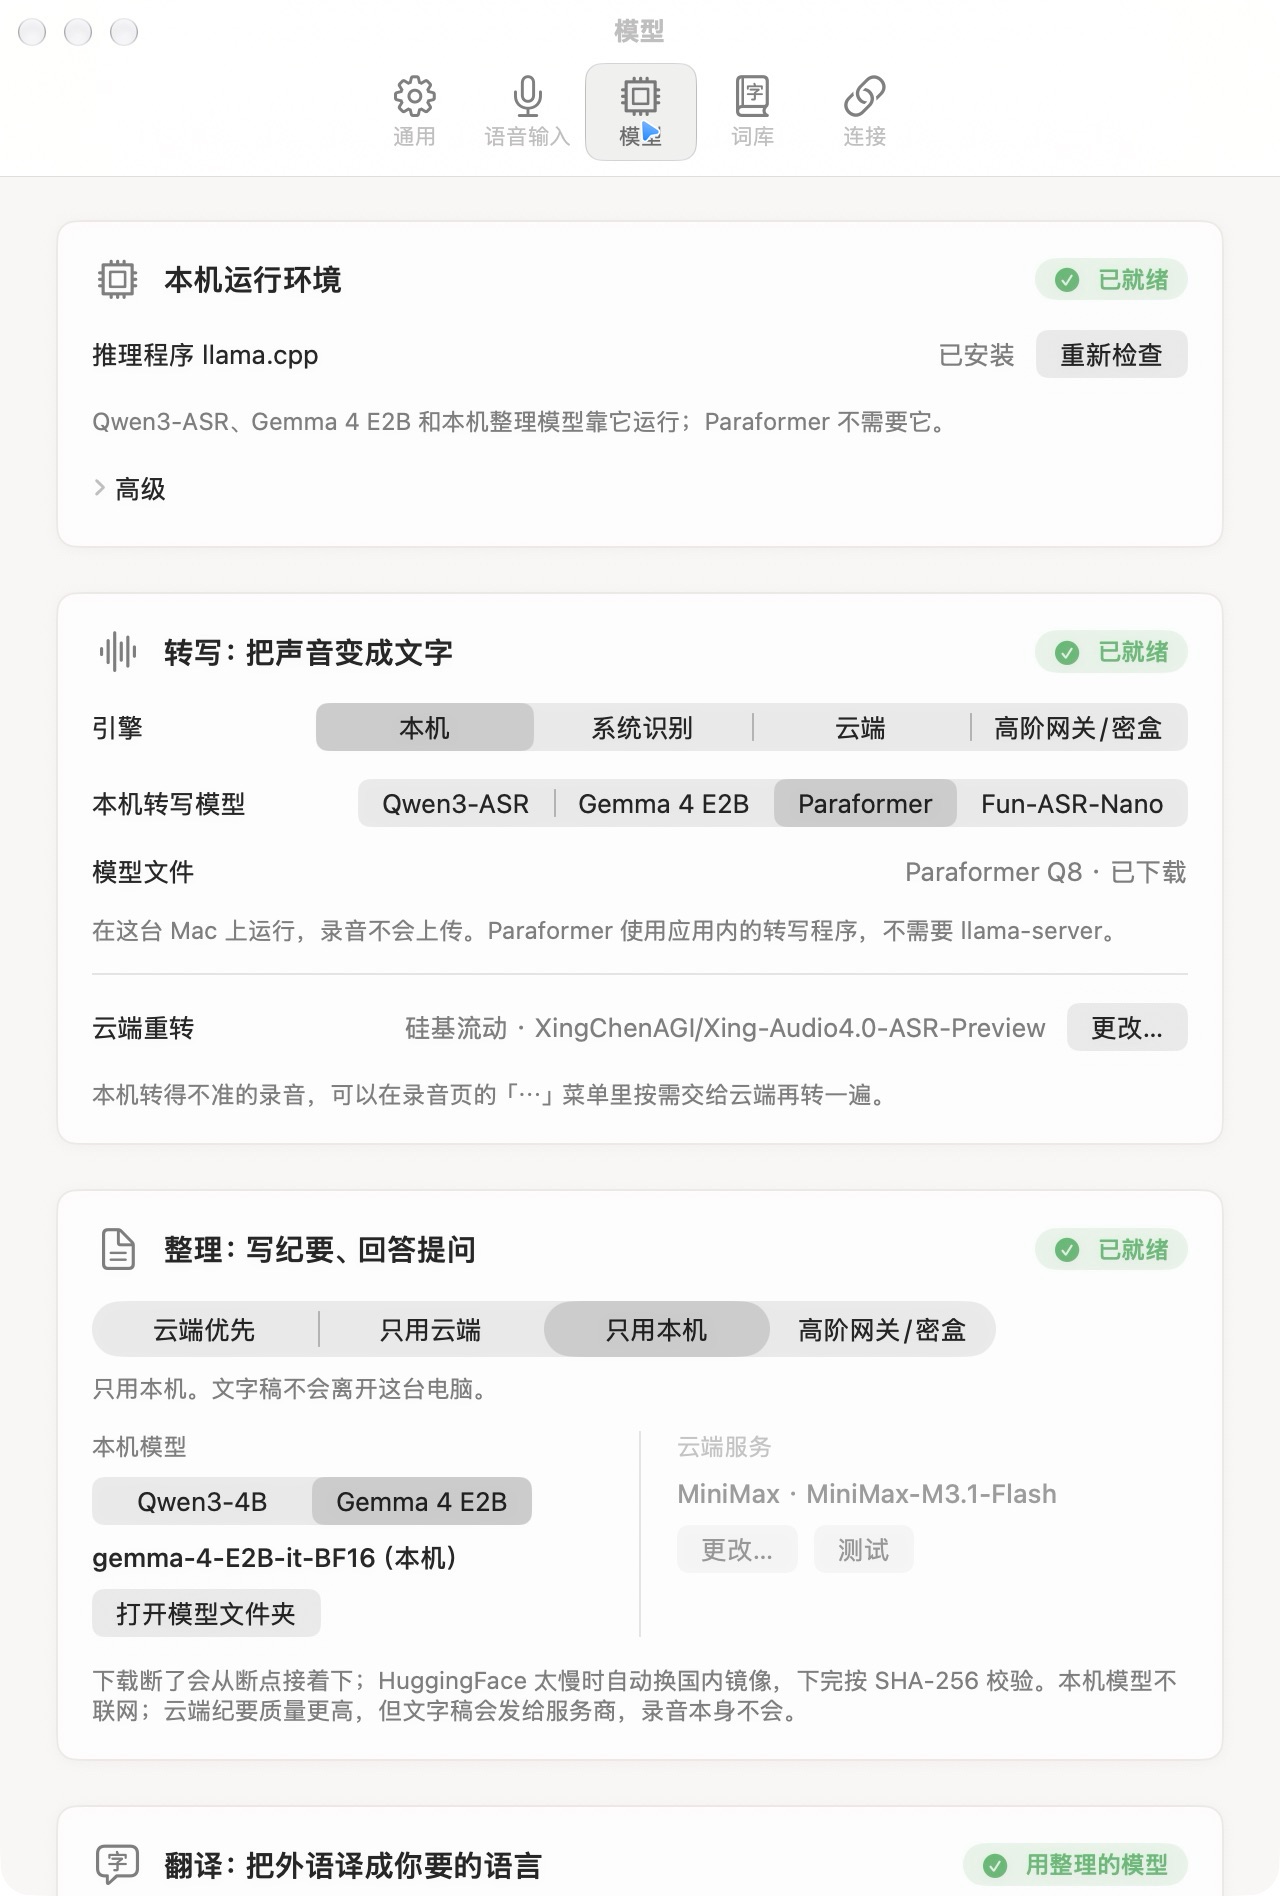 模型
通用 语音输入 模型 词库 连接
本机运行环境 已就绪
推理程序 llama.cpp 已安装 重新检查
Qwen3-ASR、Gemma 4 E2B 和本机整理模型靠它运行；Paraformer 不需要它。
高级
转写：把声音变成文字 已就绪
引擎 本机 系统识别 云端 高阶网关/密盒
本机转写模型 Qwen3-ASR Gemma 4 E2B Paraformer Fun-ASR-Nano
模型文件 Paraformer Q8 · 已下载
在这台 Mac 上运行，录音不会上传。Paraformer 使用应用内的转写程序，不需要 llama-server。
云端重转 硅基流动 · XingChenAGI/Xing-Audio4.0-ASR-Preview 更改...
本机转得不准的录音，可以在录音页的「…」菜单里按需交给云端再转一遍。
整理：写纪要、回答提问 已就绪
云端优先 只用云端 只用本机 高阶网关/密盒
只用本机。文字稿不会离开这台电脑。
本机模型
Qwen3-4B Gemma 4 E2B
gemma-4-E2B-it-BF16（本机）
打开模型文件夹
云端服务
MiniMax · MiniMax-M3.1-Flash
更改... 测试
下载断了会从断点接着下；HuggingFace 太慢时自动换国内镜像，下完按 SHA-256 校验。本机模型不
联网；云端纪要质量更高，但文字稿会发给服务商，录音本身不会。
字 翻译：把外语译成你要的语言 用整理的模型